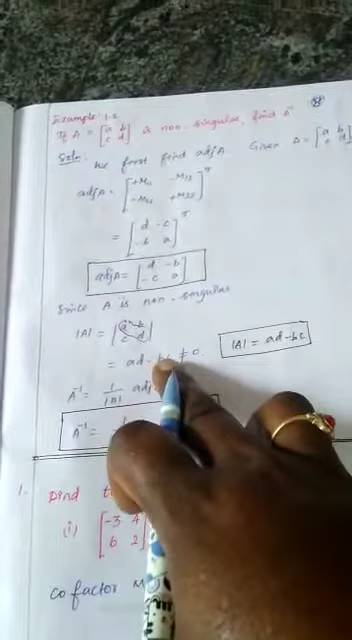 Example: 1.2
If A = [a b
c d] is non-singular, find A⁻¹
Soln: We first find adj A Given A = [a b
c d]
adj A = [+M₁₁ -M₁₂
-M₂₁ +M₂₂]ᵀ
= [d -c
-b a]ᵀ
adj A = [d -b
-c a]
Since A is non-singular
|A| = |a b
c d|
= ad - bc ≠ 0. |A| = ad - bc
A⁻¹ = 1/|A| adj
A⁻¹ = 1
1. Find
(i) [-3 4
6 2]
cofactor